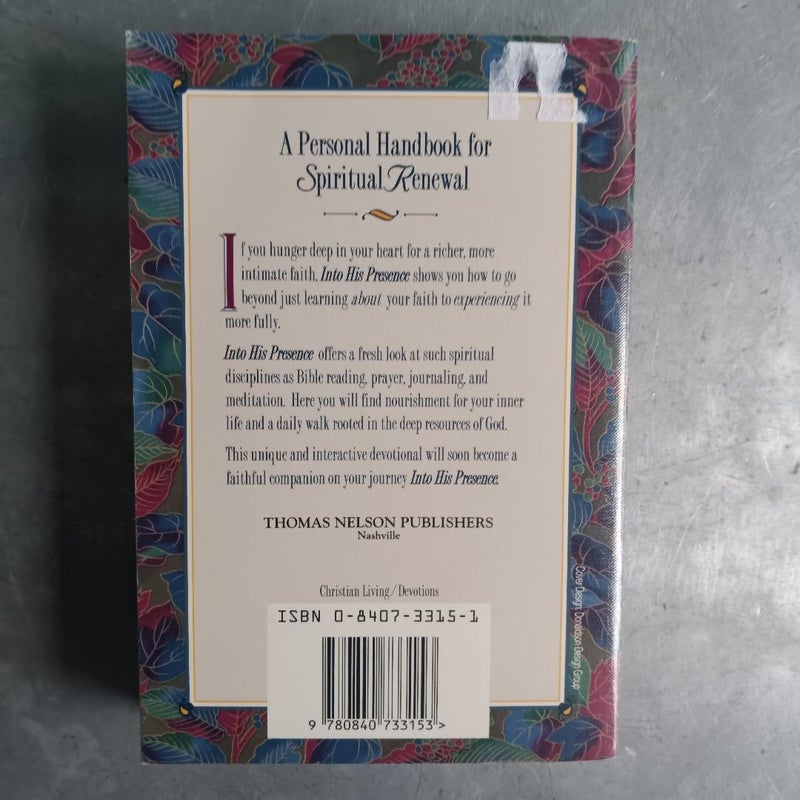 A Personal Handbook for
Spiritual Renewal
If you hunger deep in your heart for a richer, more
intimate faith, Into His Presence shows you how to go
beyond just learning about your faith to experiencing it
more fully.
Into His Presence offers a fresh look at such spiritual
disciplines as Bible reading, prayer, journaling, and
meditation. Here you will find nourishment for your inner
life and a daily walk rooted in the deep resources of God.
This unique and interactive devotional will soon become a
faithful companion on your journey Into His Presence.
THOMAS NELSON PUBLISHERS
Nashville
Christian Living/Devotions
ISBN 0-8407-3315-1
9 780840 733153 >
Cover Design: Donaldson Design Group